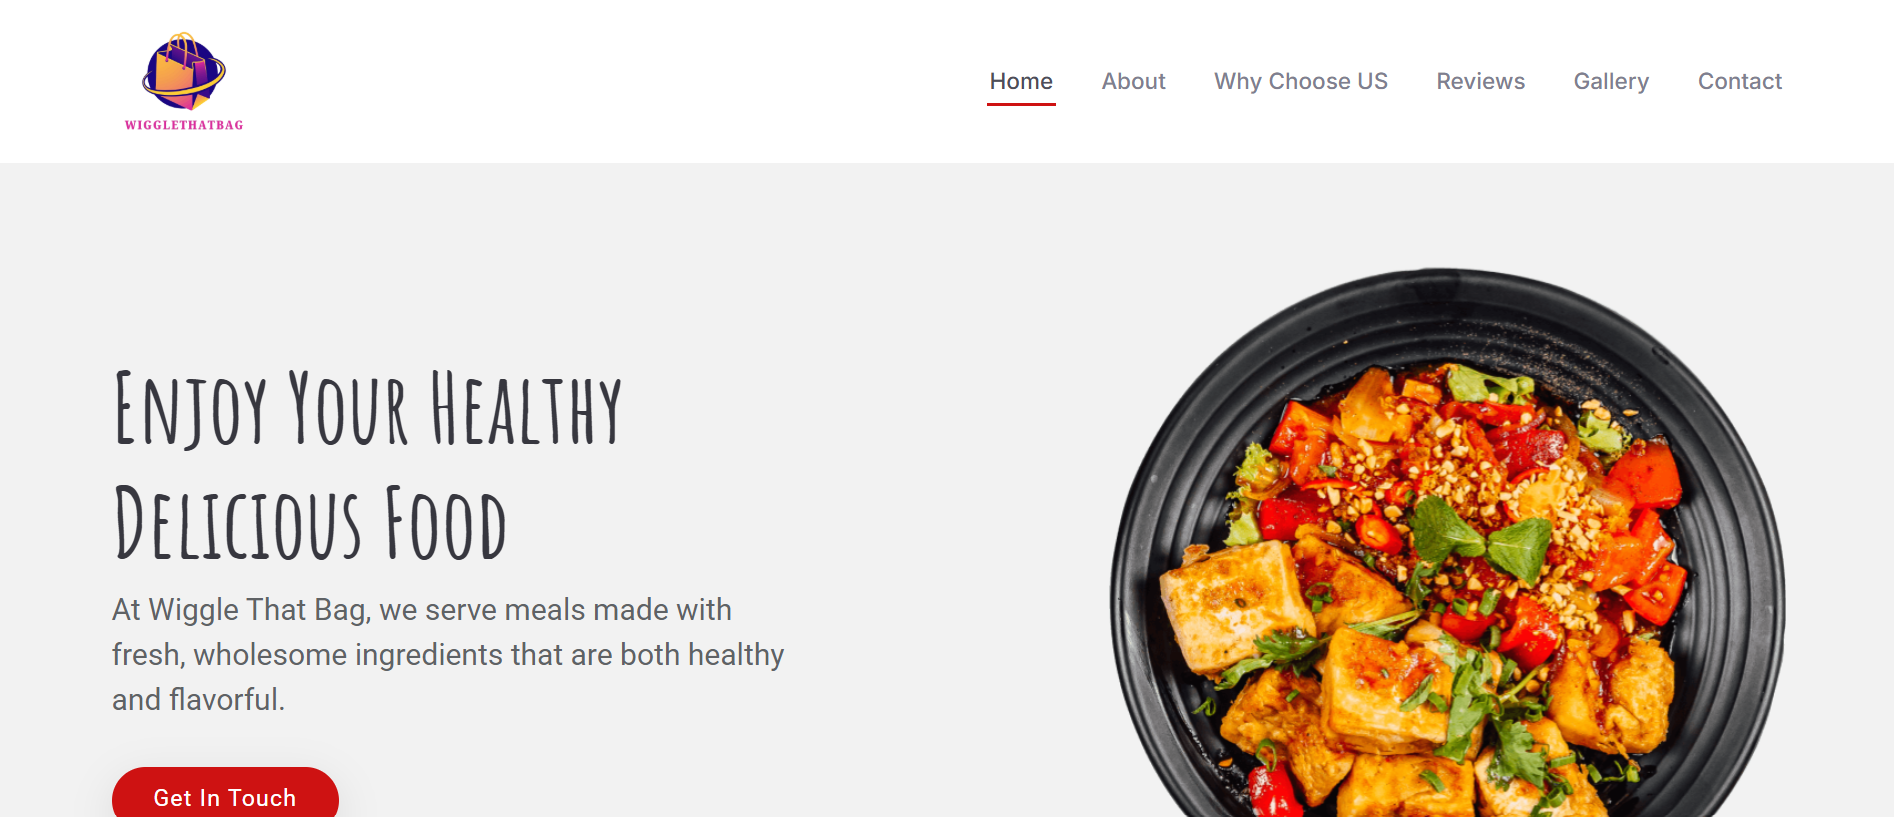 WIGGLETHATBAG
Home About Why Choose US Reviews Gallery Contact
Enjoy Your Healthy
Delicious Food
At Wiggle That Bag, we serve meals made with
fresh, wholesome ingredients that are both healthy
and flavorful.
Get In Touch